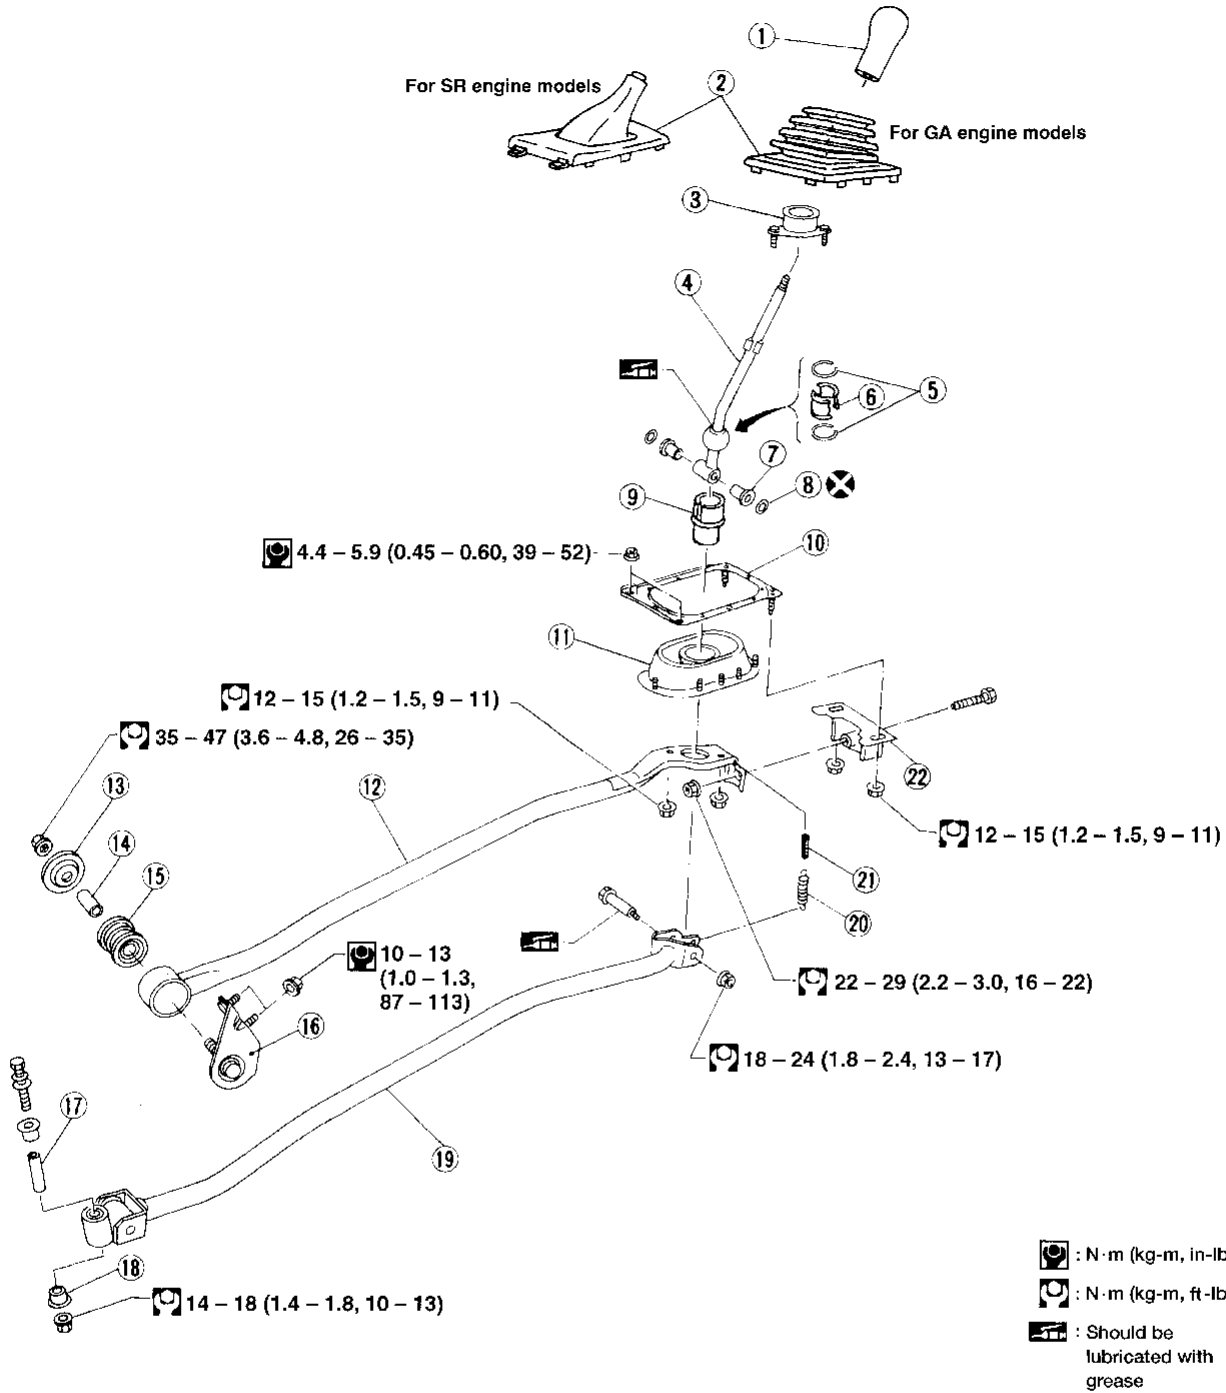 1
For SR engine models
2
For GA engine models
3
4
5
6
7
8
9
4.4 – 5.9 (0.45 – 0.60, 39 – 52)
10
11
12 – 15 (1.2 – 1.5, 9 – 11)
35 – 47 (3.6 – 4.8, 26 – 35)
22
13
12
12 – 15 (1.2 – 1.5, 9 – 11)
14
15
21
20
10 – 13
(1.0 – 1.3,
87 – 113)
22 – 29 (2.2 – 3.0, 16 – 22)
16
18 – 24 (1.8 – 2.4, 13 – 17)
17
19
18
14 – 18 (1.4 – 1.8, 10 – 13)
: N·m (kg-m, in-lb
: N·m (kg-m, ft-lb
: Should be
lubricated with
grease